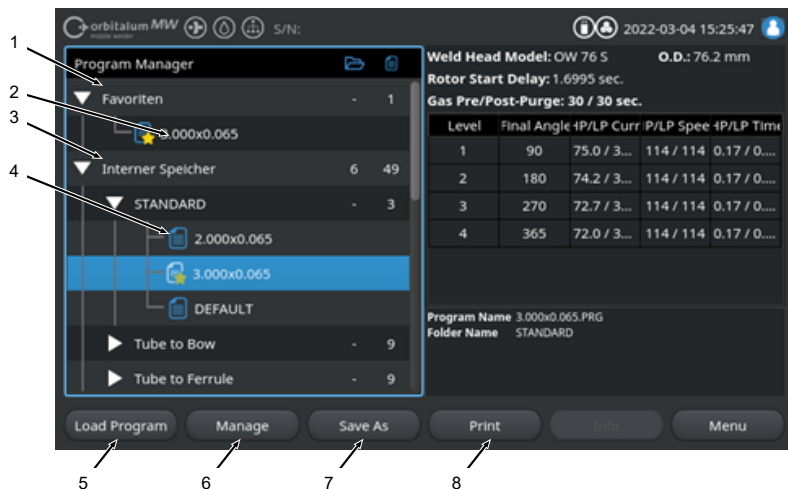 orbitalum MW S/N: 2022-03-04 15:25:47
mobile welder
1
2
3
4
Program Manager
Favoriten - 1
3.000x0.065
Interner Speicher 6 49
STANDARD - 3
2.000x0.065
3.000x0.065
DEFAULT
Tube to Bow - 9
Tube to Ferrule - 9
Weld Head Model: OW 76 S O.D.: 76.2 mm
Rotor Start Delay: 1.6995 sec.
Gas Pre/Post-Purge: 30 / 30 sec.
Level Final Angle HP/LP Curr P/LP Spee HP/LP Time
1 90 75.0 / 3... 114 / 114 0.17 / 0....
2 180 74.2 / 3... 114 / 114 0.17 / 0....
3 270 72.7 / 3... 114 / 114 0.17 / 0....
4 365 72.0 / 3... 114 / 114 0.17 / 0....
Program Name 3.000x0.065.PRG
Folder Name STANDARD
Load Program Manage Save As Print Info Menu
5 6 7 8